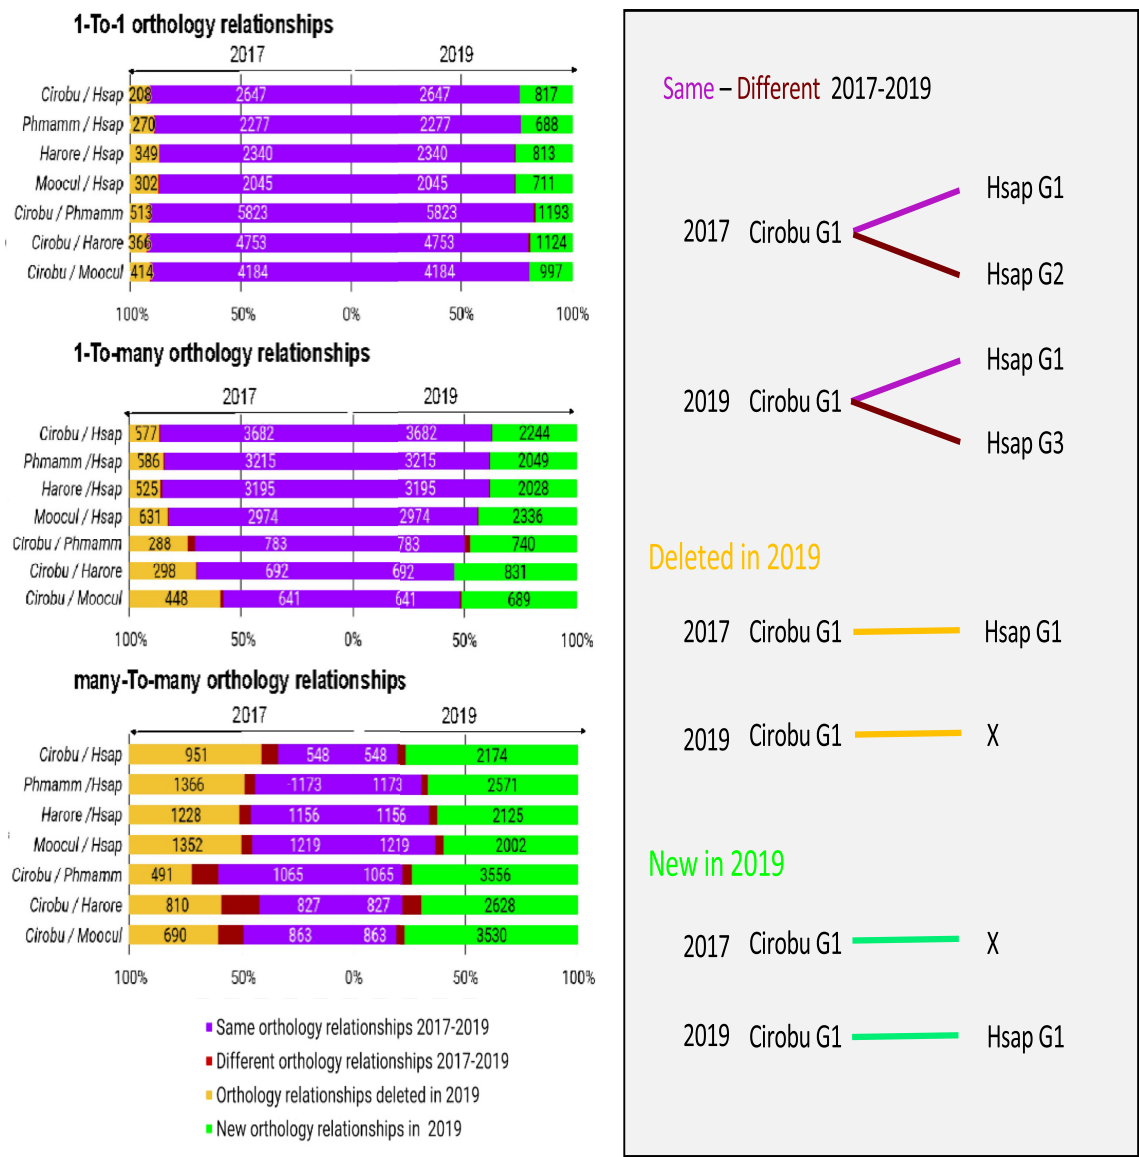 1-To-1 orthology relationships
2017 2019
Cirobu / Hsap 208 2647 2647 817
Phmamm / Hsap 270 2277 2277 688
Harore / Hsap 349 2340 2340 813
Moocul / Hsap 302 2045 2045 711
Cirobu / Phmamm 513 5823 5823 1193
Cirobu / Harore 366 4753 4753 1124
Cirobu / Moocul 414 4184 4184 997
100% 50% 0% 50% 100%
1-To-many orthology relationships
2017 2019
Cirobu / Hsap 577 3682 3682 2244
Phmamm /Hsap 586 3215 3215 2049
Harore /Hsap 525 3195 3195 2028
Moocul / Hsap 631 2974 2974 2336
Cirobu / Phmamm 288 783 783 740
Cirobu / Harore 298 692 692 831
Cirobu / Moocul 448 641 641 689
100% 50% 0% 50% 100%
many-To-many orthology relationships
2017 2019
Cirobu / Hsap 951 548 548 2174
Phmamm /Hsap 1366 1173 1173 2571
Harore /Hsap 1228 1156 1156 2125
Moocul / Hsap 1352 1219 1219 2002
Cirobu / Phmamm 491 1065 1065 3556
Cirobu / Harore 810 827 827 2628
Cirobu / Moocul 690 863 863 3530
100% 50% 0% 50% 100%
Same orthology relationships 2017-2019
Different orthology relationships 2017-2019
Orthology relationships deleted in 2019
New orthology relationships in 2019
Same – Different 2017-2019
Hsap G1
2017 Cirobu G1
Hsap G2
Hsap G1
2019 Cirobu G1
Hsap G3
Deleted in 2019
2017 Cirobu G1 Hsap G1
2019 Cirobu G1 X
New in 2019
2017 Cirobu G1 X
2019 Cirobu G1 Hsap G1